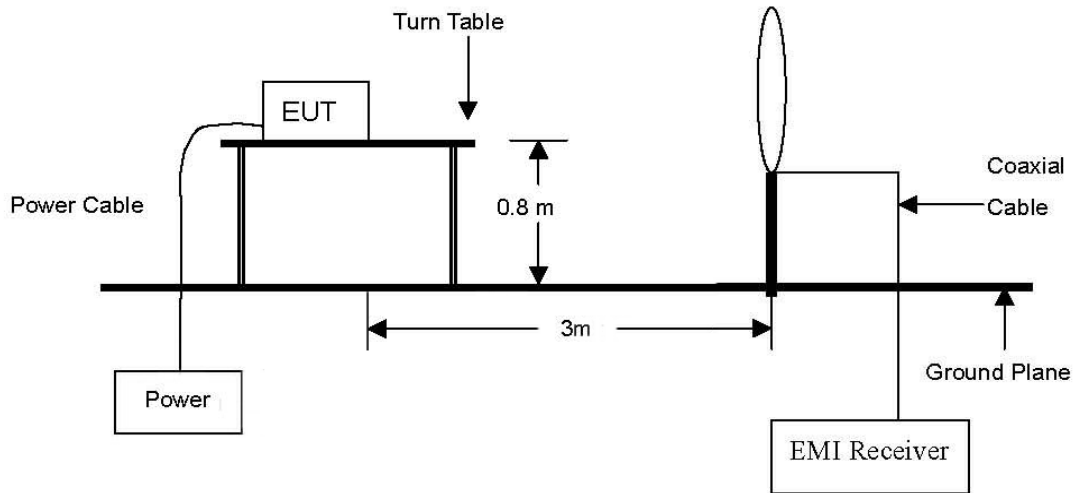 Turn Table
EUT
Coaxial
Power Cable
0.8 m
Cable
3m
Ground Plane
Power
EMI Receiver